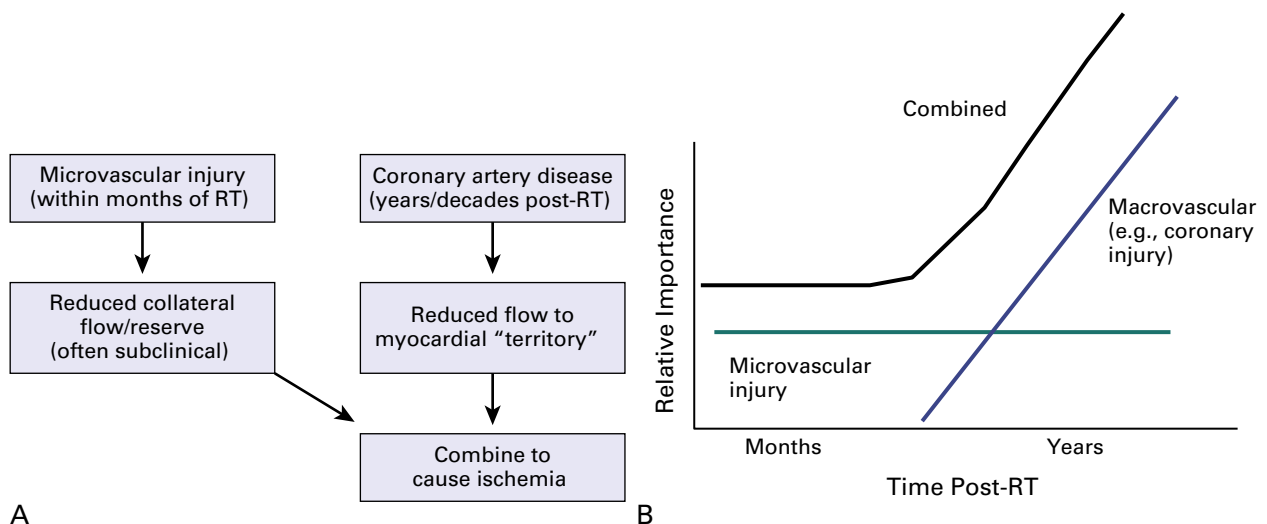 Microvascular injury
(within months of RT)
Coronary artery disease
(years/decades post-RT)
Reduced collateral
flow/reserve
(often subclinical)
Reduced flow to
myocardial “territory”
Combine to
cause ischemia
A
Combined
Macrovascular
(e.g., coronary
injury)
Microvascular
injury
Relative Importance
Months
Years
Time Post-RT
B